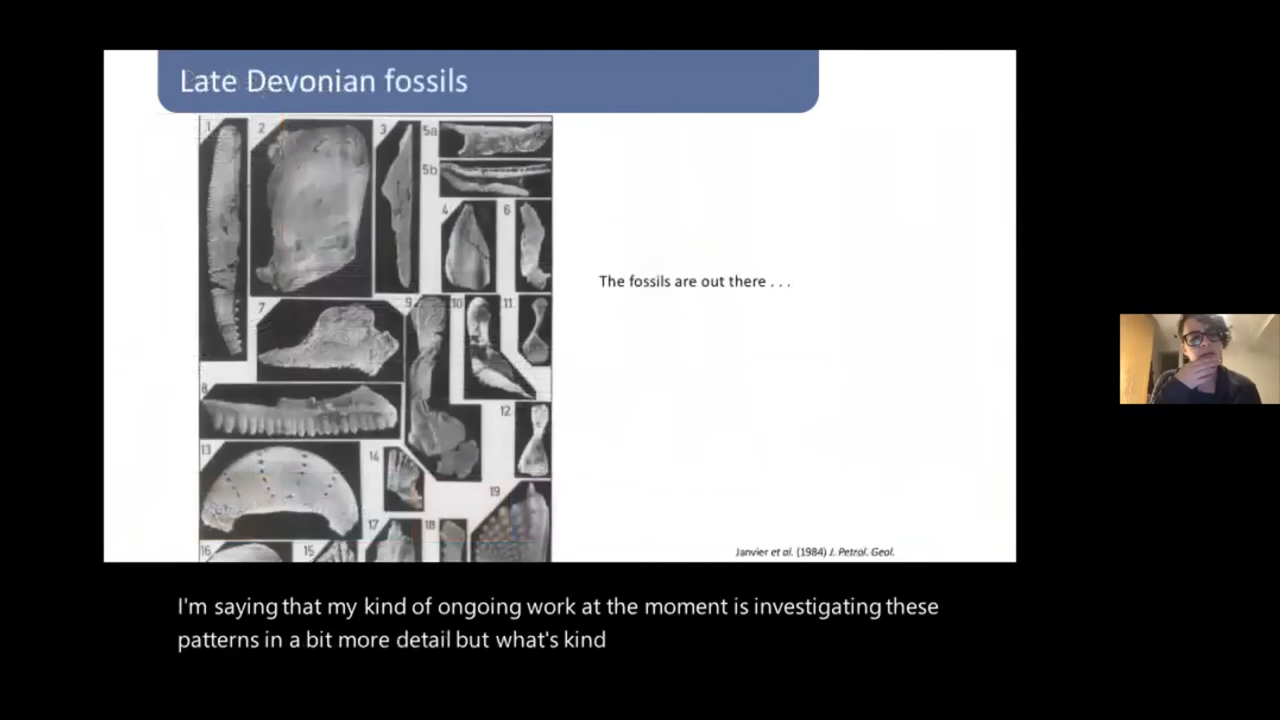 Late Devonian fossils
1
2
3
5a
5b
4
6
7
9
10
11
8
12
13
14
19
17
18
16
15
The fossils are out there . . .
Janvier et al. (1984) J. Petrol. Geol.
I'm saying that my kind of ongoing work at the moment is investigating these
patterns in a bit more detail but what's kind